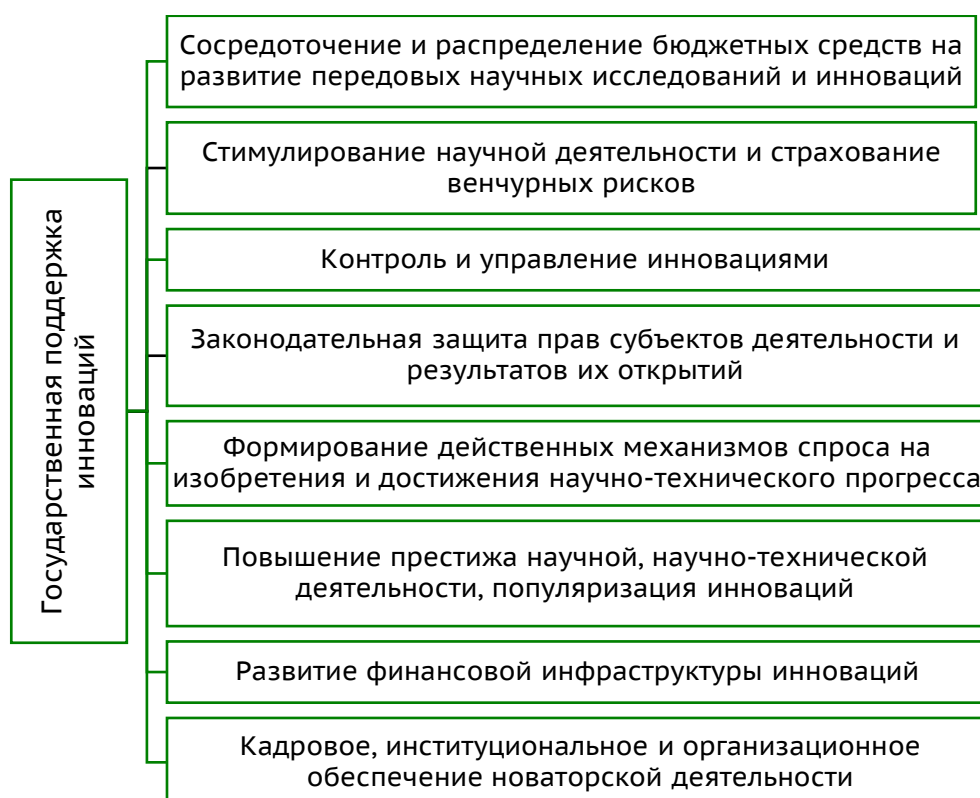 Государственная поддержка
инноваций
Сосредоточение и распределение бюджетных средств на
развитие передовых научных исследований и инноваций
Стимулирование научной деятельности и страхование
венчурных рисков
Контроль и управление инновациями
Законодательная защита прав субъектов деятельности и
результатов их открытий
Формирование действенных механизмов спроса на
изобретения и достижения научно-технического прогресса
Повышение престижа научной, научно-технической
деятельности, популяризация инноваций
Развитие финансовой инфраструктуры инноваций
Кадровое, институциональное и организационное
обеспечение новаторской деятельности